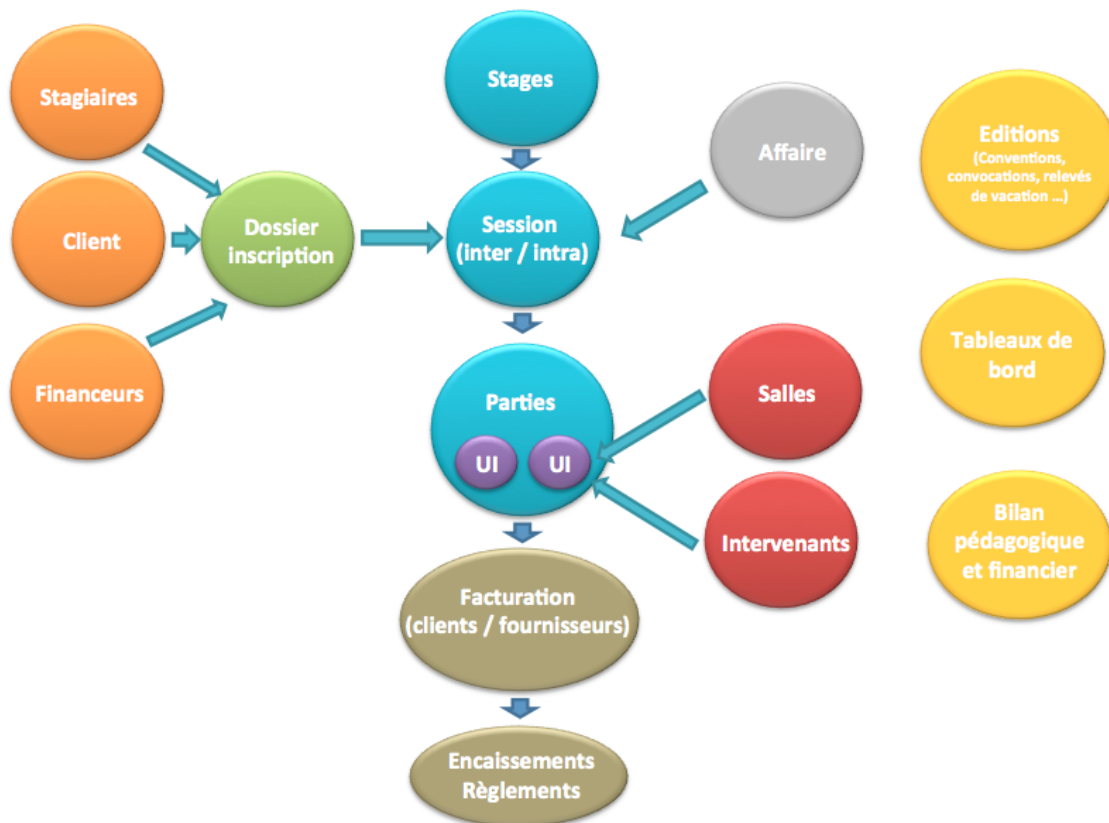 Stagiaires
Client
Financeurs
Dossier
inscription
Stages
Session
(inter / intra)
Parties
UI
UI
Facturation
(clients / fournisseurs)
Encaissements
Règlements
Affaire
Salles
Intervenants
Editions
(Conventions,
convocations, relevés
de vacation ...)
Tableaux de
bord
Bilan
pédagogique
et financier